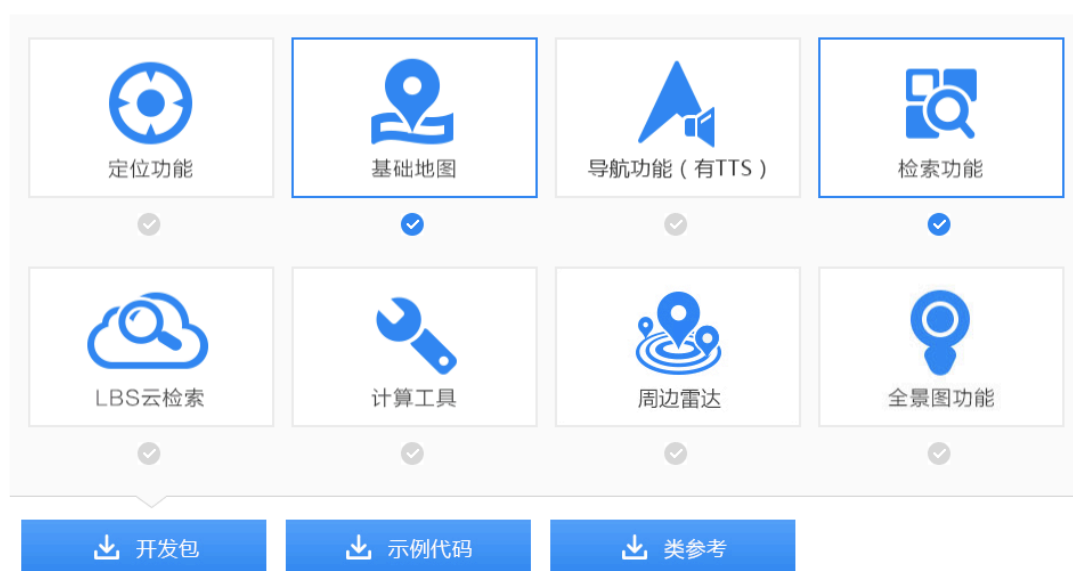 定位功能
基础地图
导航功能（有TTS）
检索功能
LBS云检索
计算工具
周边雷达
全景图功能
开发包
示例代码
类参考